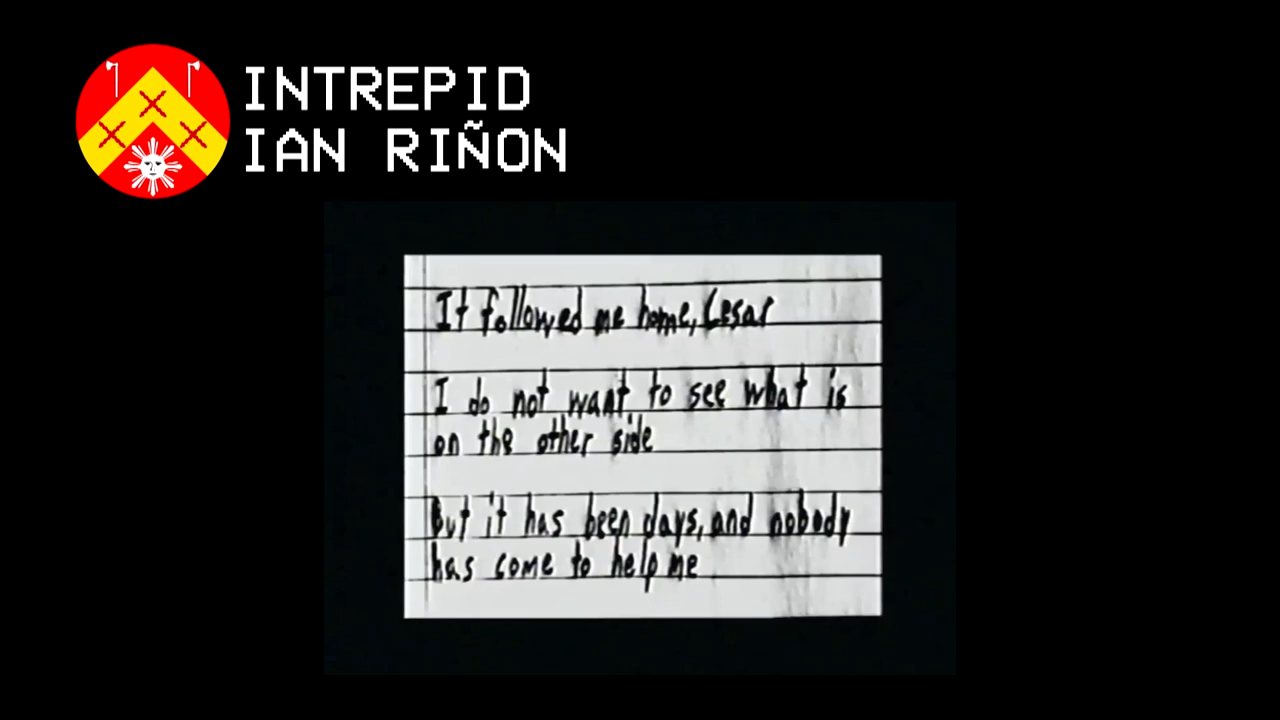 INTREPID
IAN RIÑON
It followed me home, Cesar
I do not want to see what is
on the other side
But it has been days, and nobody
has come to help me